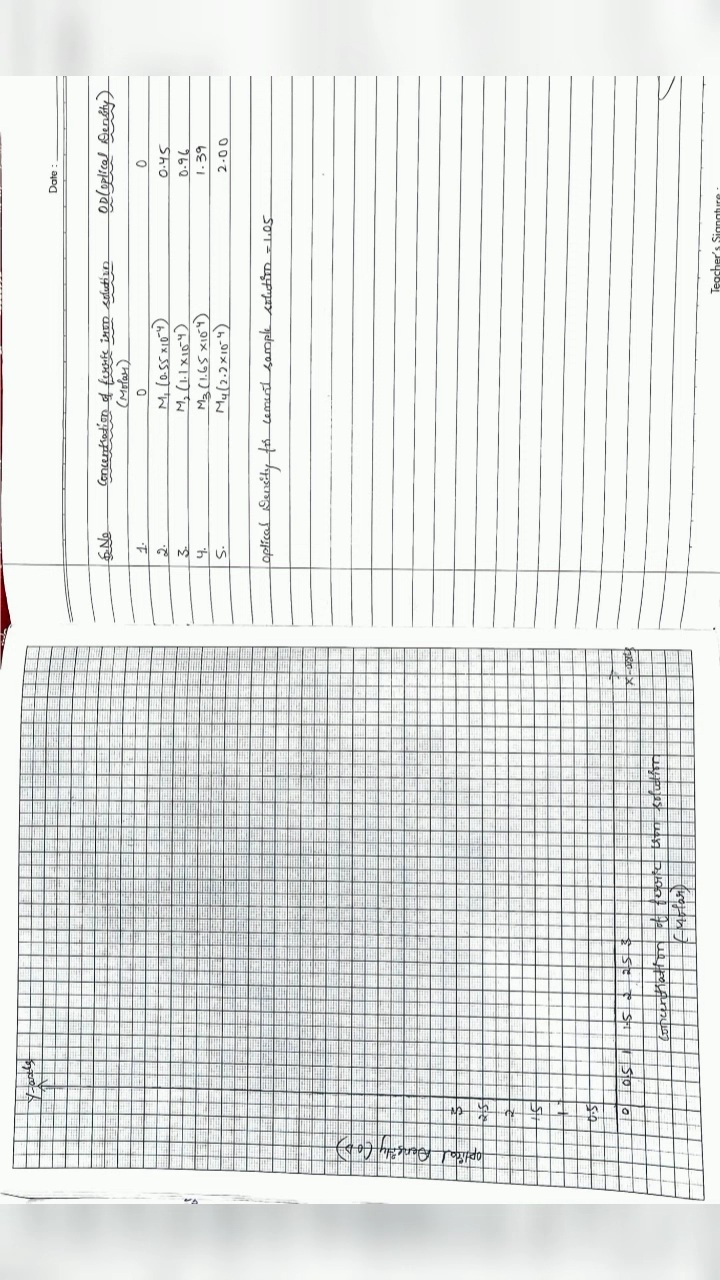 Date :
S.No Concentration of ferric iron solution OD (optical Density)
(Molar)
1. 0 0
2. M1 (0.55 x10-4) 0.45
3. M2 (1.1 x 10-4) 0.96
4. M3 (1.65 x10-4) 1.39
5. M4 (2.2 x 10-4) 2.00
optical Density for cement sample solution = 1.05
Teacher's Signature :
Y-axis
optical Density (OD)
3
2.5
2
1.5
1
0.5
0 0.5 1 1.5 2 2.5 3
X-axis
Concentration of ferric iron solution
(Molar)